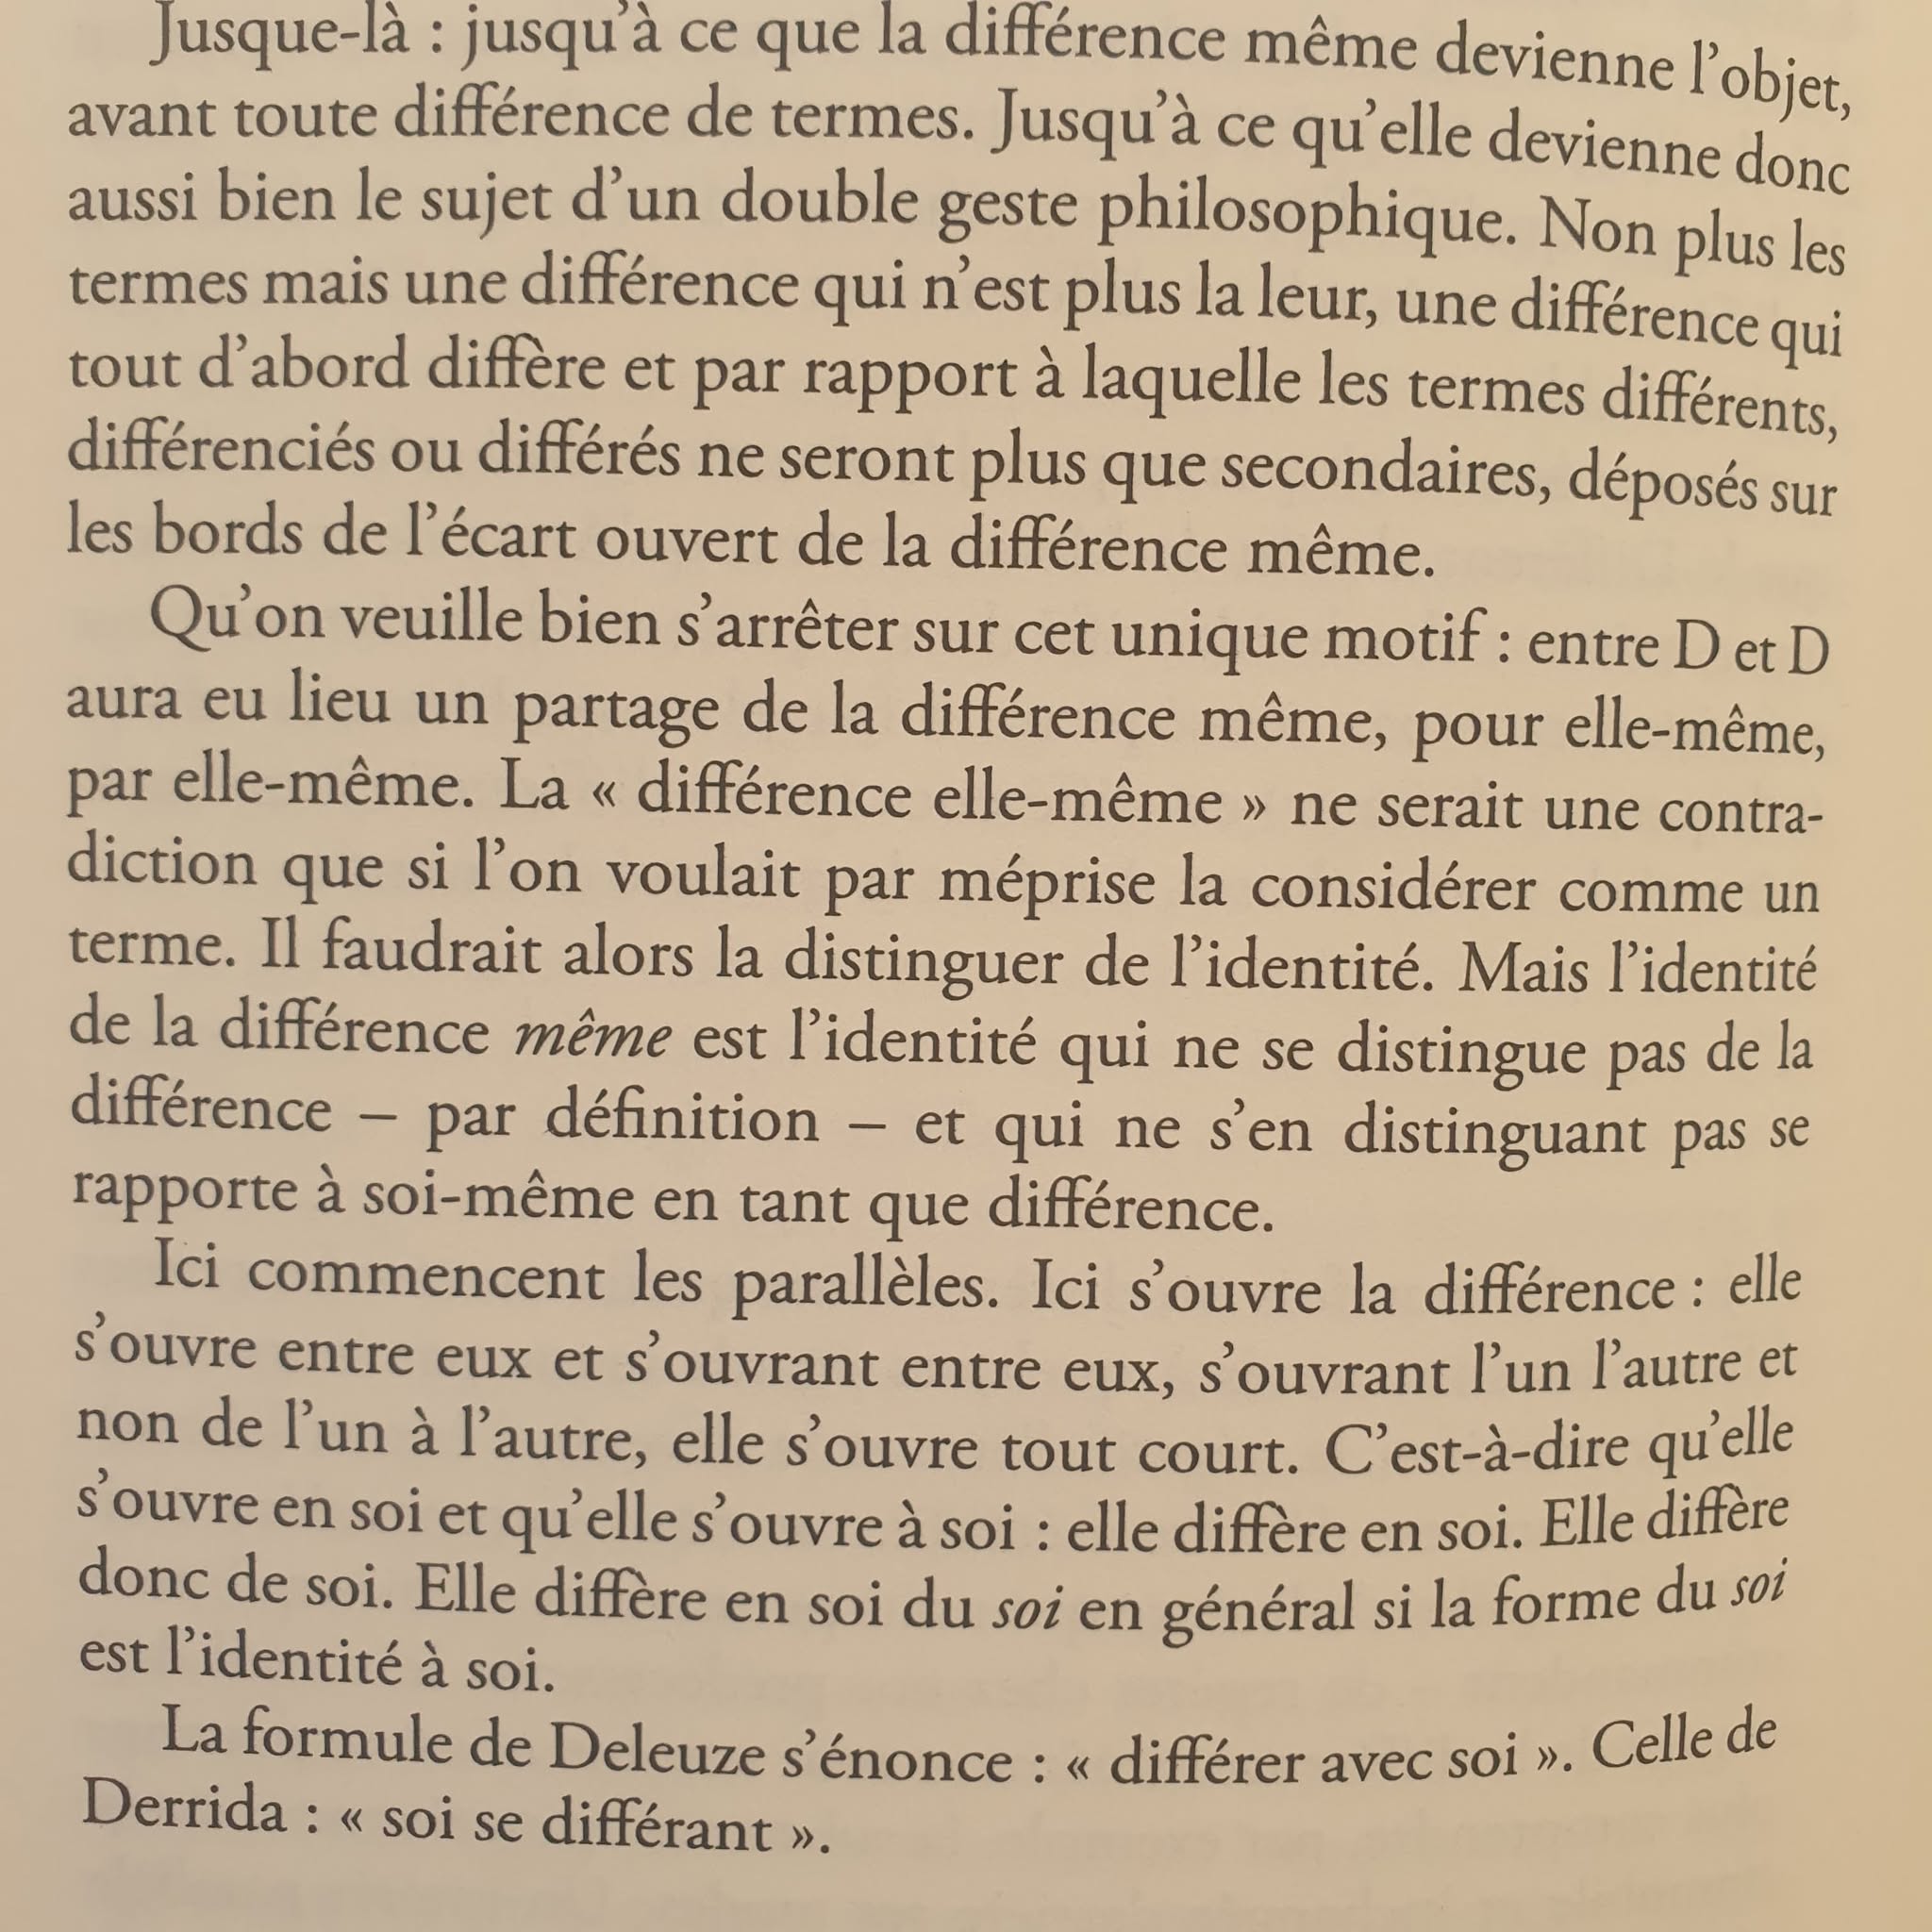 Jusque-là : jusqu’à ce que la différence même devienne l’objet,
avant toute différence de termes. Jusqu’à ce qu’elle devienne donc
aussi bien le sujet d’un double geste philosophique. Non plus les
termes mais une différence qui n’est plus la leur, une différence qui
tout d’abord diffère et par rapport à laquelle les termes différents,
différenciés ou différés ne seront plus que secondaires, déposés sur
les bords de l’écart ouvert de la différence même.
Qu’on veuille bien s’arrêter sur cet unique motif : entre D et D
aura eu lieu un partage de la différence même, pour elle-même,
par elle-même. La « différence elle-même » ne serait une contra-
diction que si l’on voulait par méprise la considérer comme un
terme. Il faudrait alors la distinguer de l’identité. Mais l’identité
de la différence même est l’identité qui ne se distingue pas de la
différence – par définition – et qui ne s’en distinguant pas se
rapporte à soi-même en tant que différence.
Ici commencent les parallèles. Ici s’ouvre la différence : elle
s’ouvre entre eux et s’ouvrant entre eux, s’ouvrant l’un l’autre et
non de l’un à l’autre, elle s’ouvre tout court. C’est-à-dire qu’elle
s’ouvre en soi et qu’elle s’ouvre à soi : elle diffère en soi. Elle diffère
donc de soi. Elle diffère en soi du soi en général si la forme du soi
est l’identité à soi.
La formule de Deleuze s’énonce : « différer avec soi ». Celle de
Derrida : « soi se différant ».